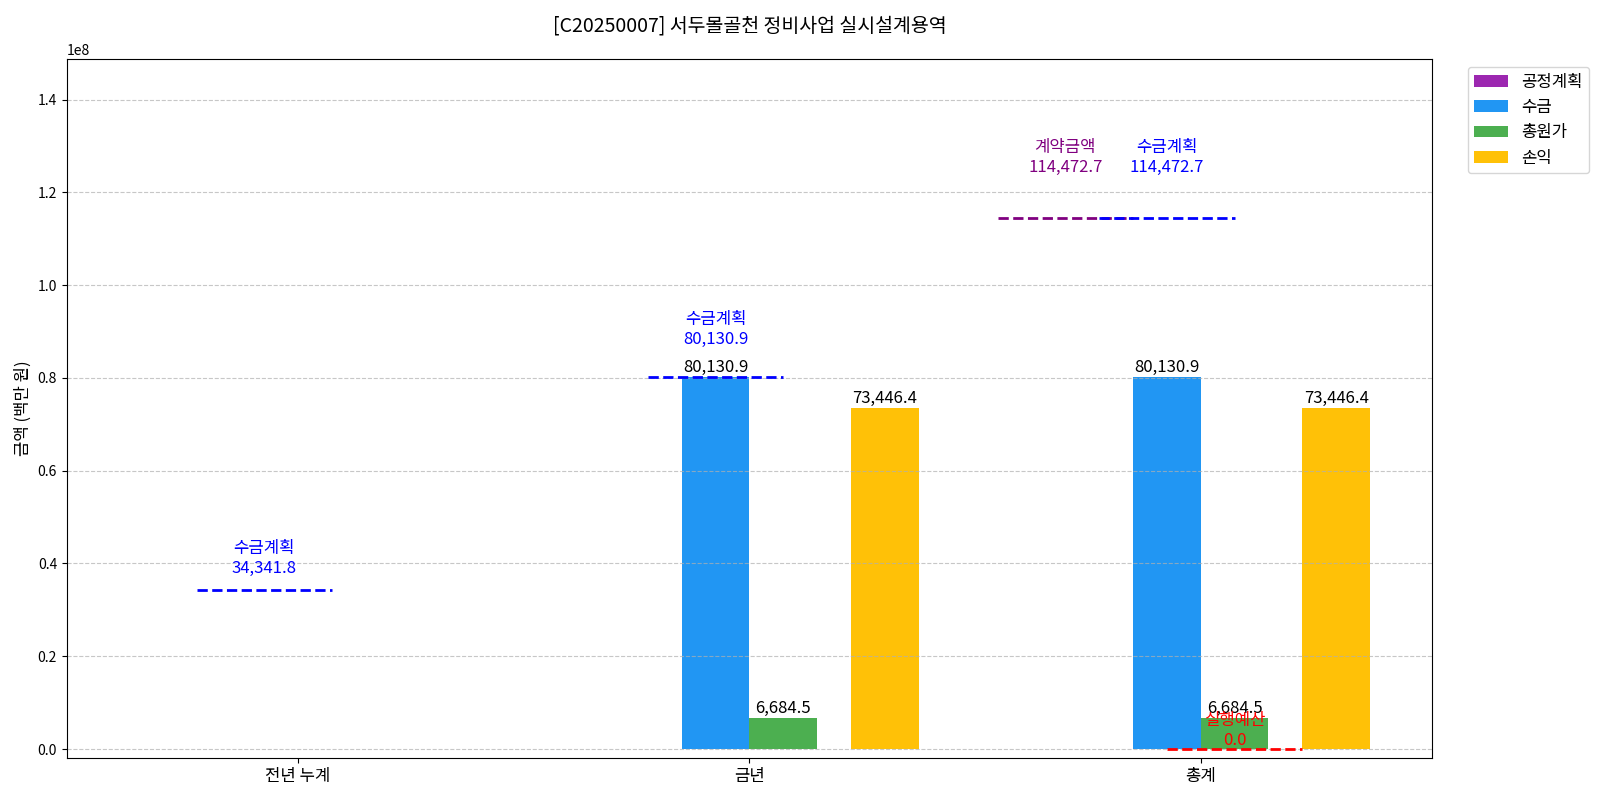 [C20250007] 서두몰골천 정비사업 실시설계용역
1e8
공정계획
수금
총원가
손익
1.4
1.2
1.0
0.8
0.6
0.4
0.2
0.0
금액 (백만 원)
계약금액
114,472.7
수금계획
114,472.7
수금계획
80,130.9
80,130.9
73,446.4
6,684.5
80,130.9
73,446.4
6,684.5
실행예산
0.0
수금계획
34,341.8
전년 누계
금년
총계